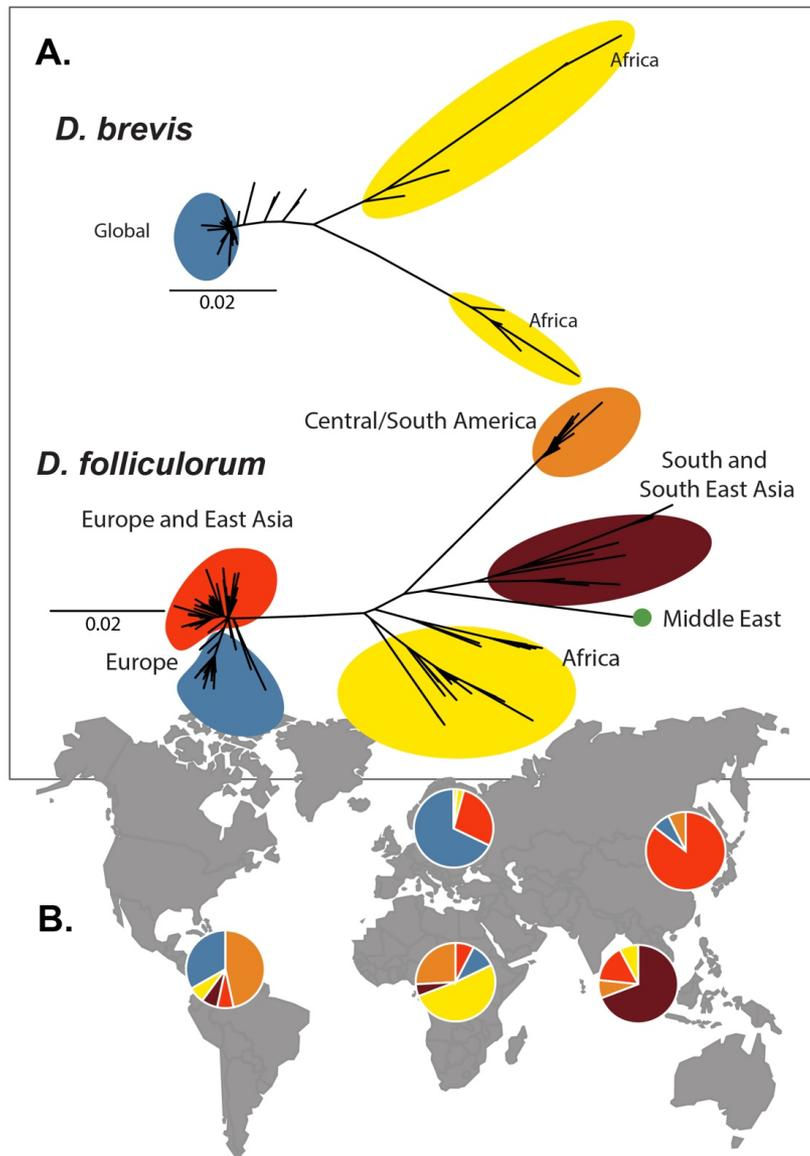 A.
Africa
D. brevis
Global
0.02
Africa
Central/South America
D. folliculorum
South and
South East Asia
Europe and East Asia
0.02
Middle East
Europe
Africa
B.